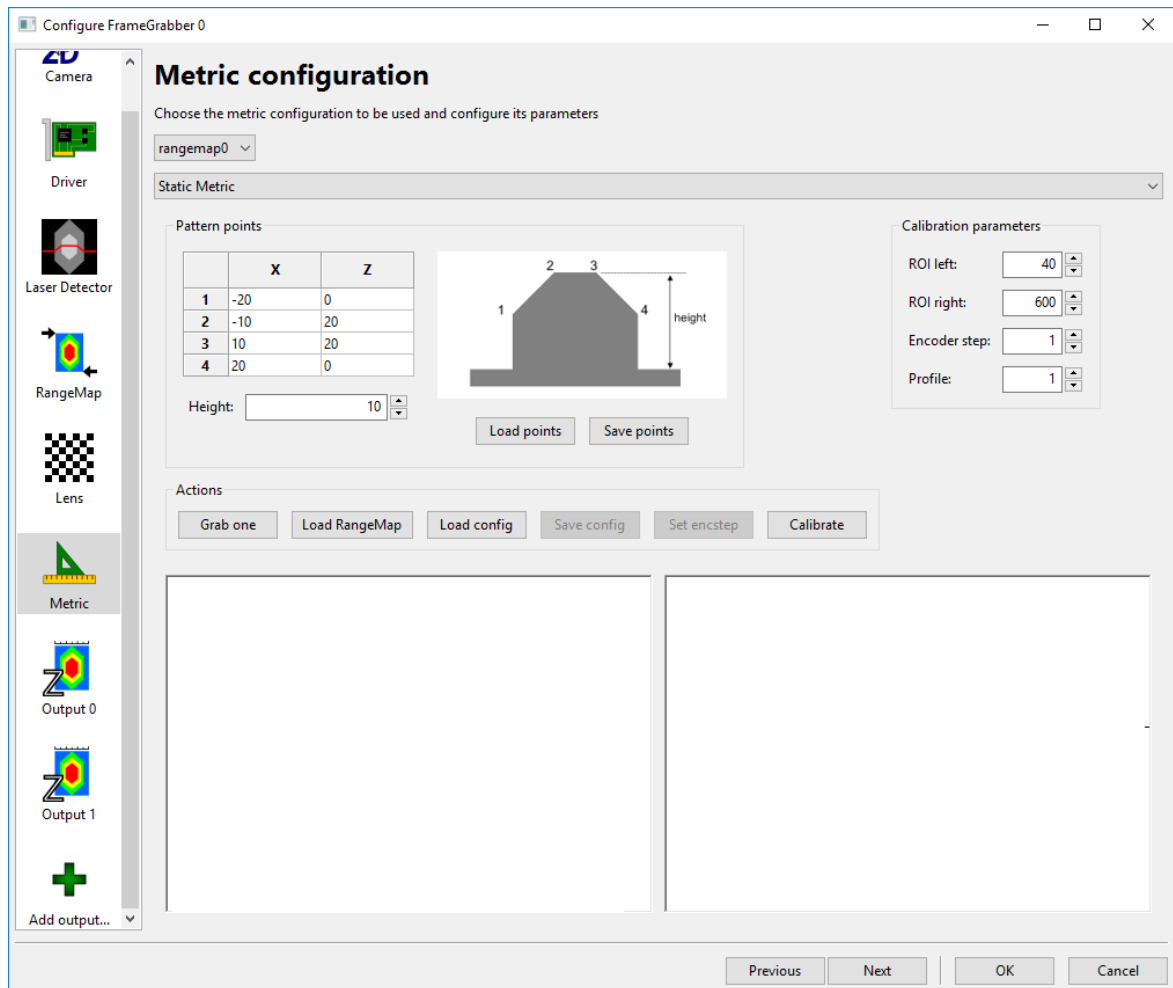 Configure FrameGrabber 0
2D
Camera
Driver
Laser Detector
RangeMap
Lens
Metric
Output 0
Output 1
Add output...
Metric configuration
Choose the metric configuration to be used and configure its parameters
rangemap0
Static Metric
Pattern points
X Z
1 -20 0
2 -10 20
3 10 20
4 20 0
Height: 10
2 3
1 4
height
Load points Save points
Calibration parameters
ROI left: 40
ROI right: 600
Encoder step: 1
Profile: 1
Actions
Grab one Load RangeMap Load config Save config Set encstep Calibrate
Z
Z
Previous Next OK Cancel